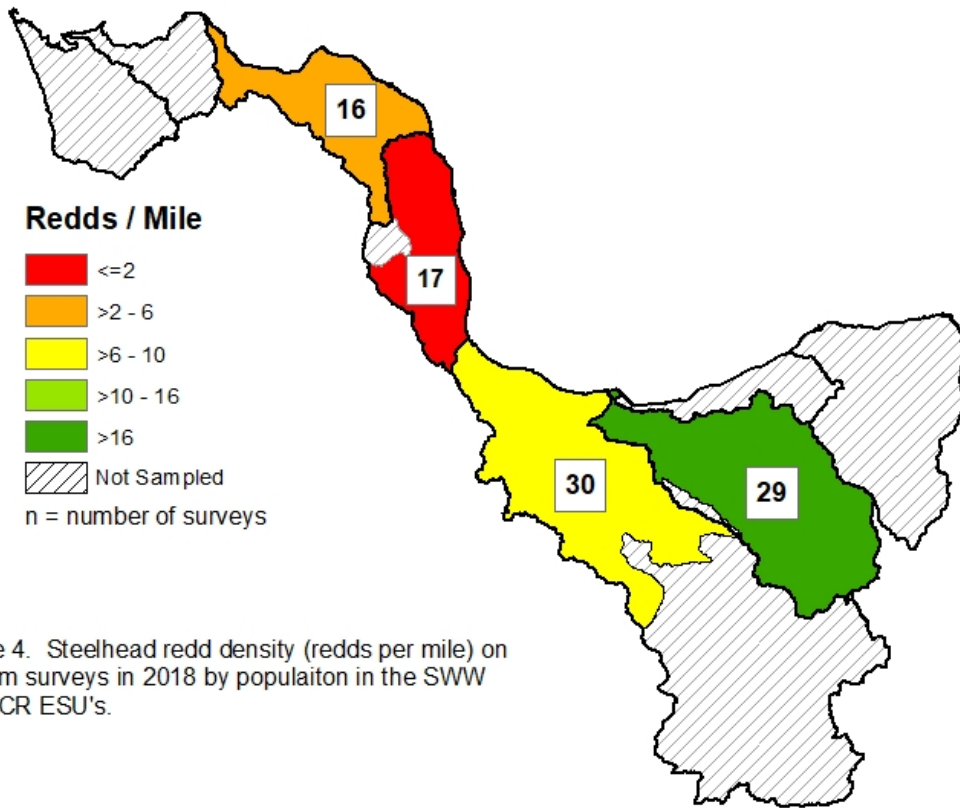 16
Redds / Mile
<=2
17
>2 - 6
>6 - 10
>10 - 16
>16
30
29
Not Sampled
n = number of surveys
e 4. Steelhead redd density (redds per mile) on
m surveys in 2018 by populaiton in the SWW
CR ESU's.